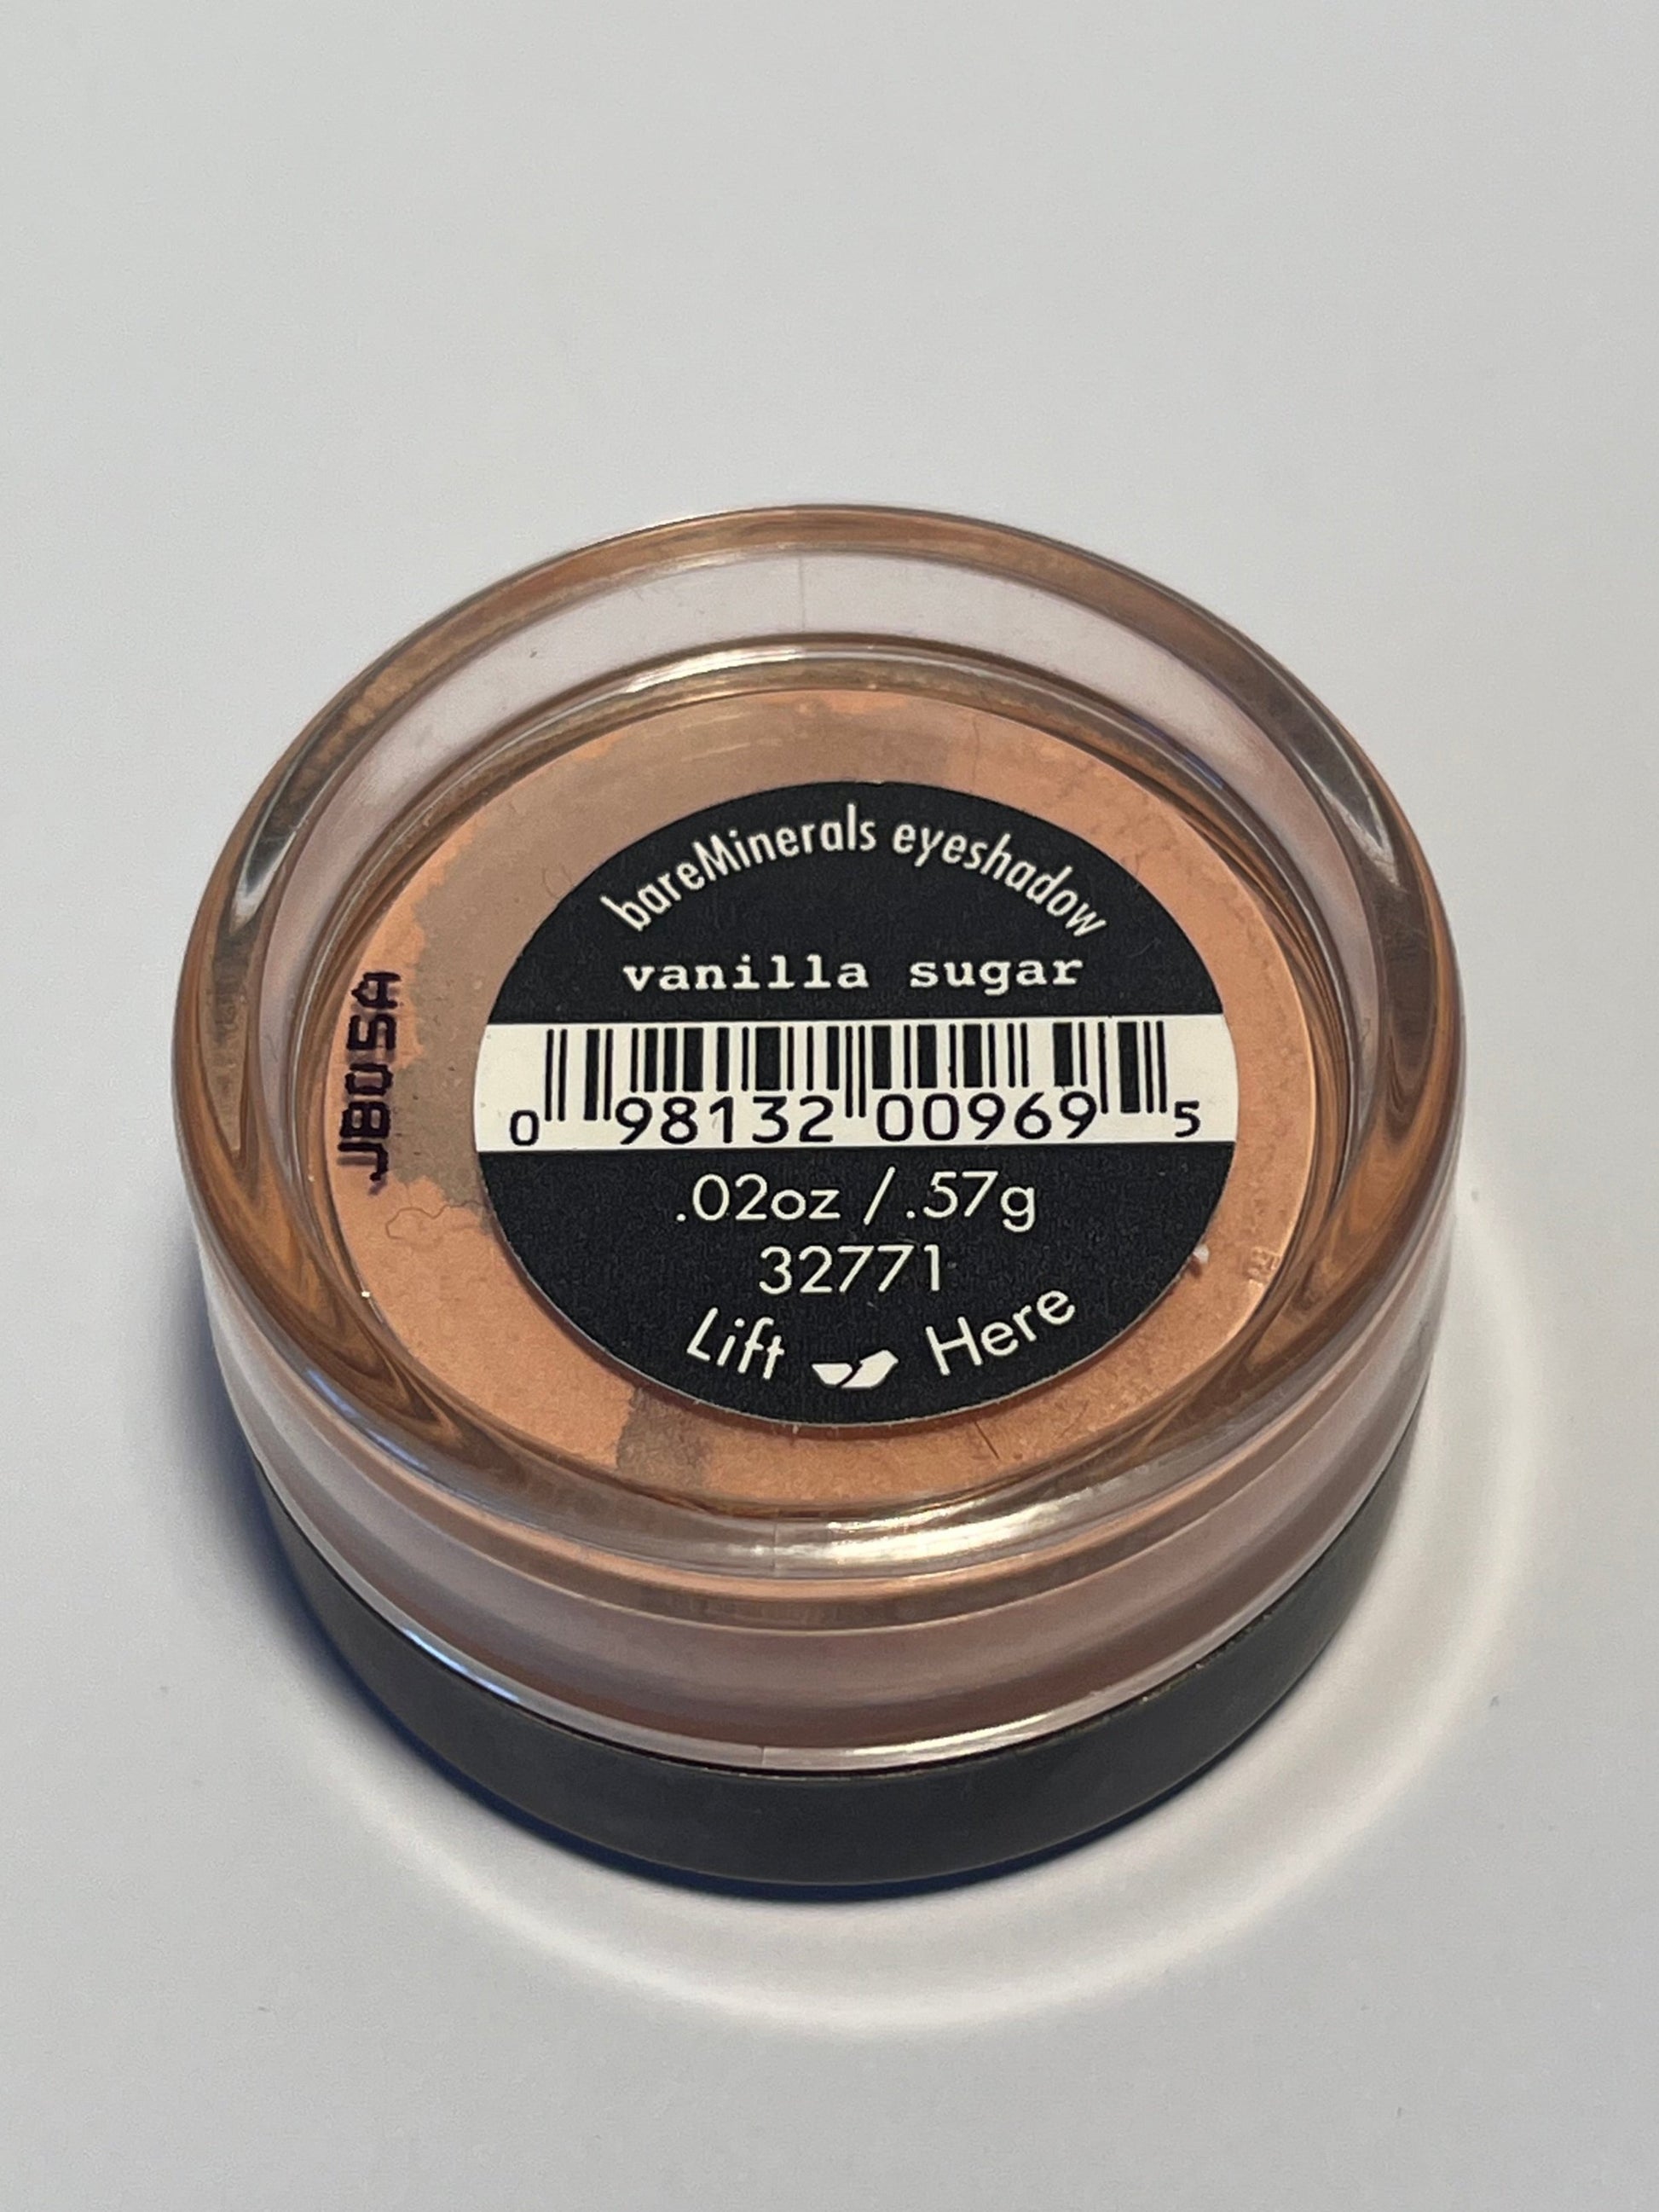 bareMinerals eyeshadow
vanilla sugar
0 98132 00969 5
.02oz / .57g
32771
Lift Here
JB05A